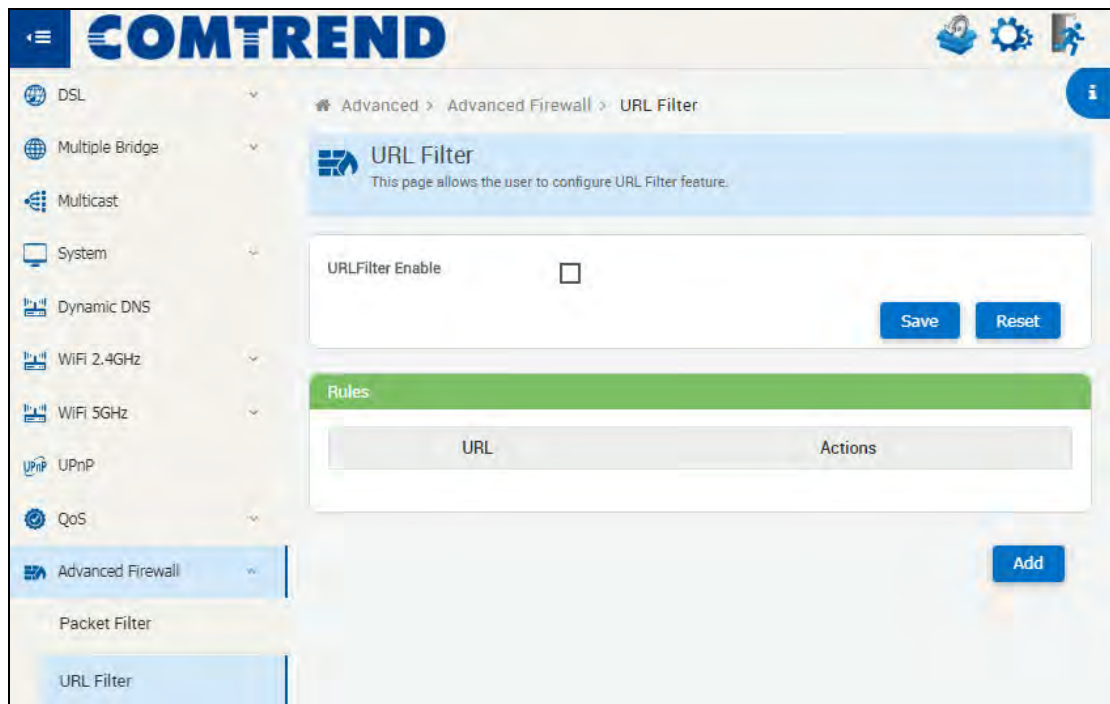 COMTREND
DSL
Multiple Bridge
Multicast
System
Dynamic DNS
WiFi 2.4GHz
WiFi 5GHz
UPnP UPnP
QoS
Advanced Firewall
Packet Filter
URL Filter
Advanced > Advanced Firewall > URL Filter
i
URL Filter
This page allows the user to configure URL Filter feature.
URLFilter Enable
Save Reset
Rules
URL Actions
Add